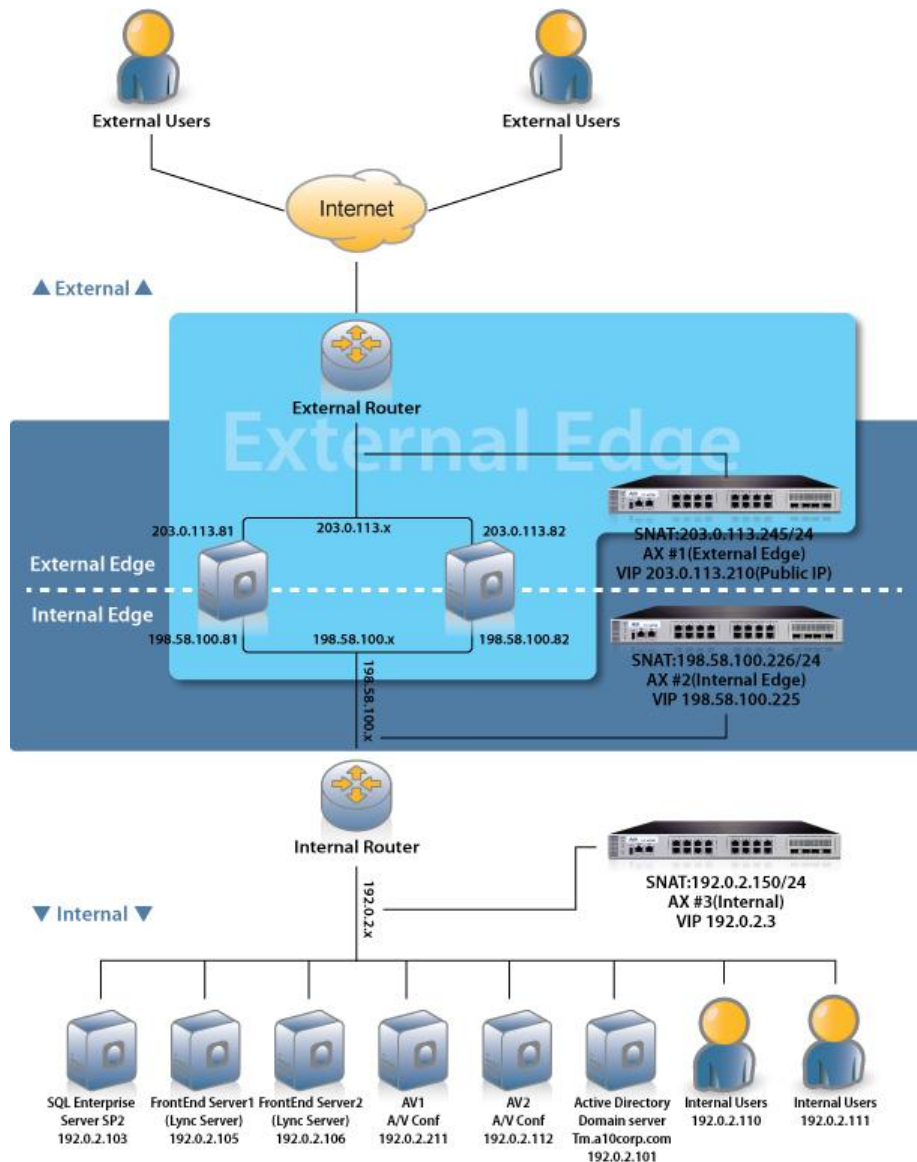 External Users
External Users
Internet
▲ External ▲
External Router
External Edge
203.0.113.81
203.0.113.x
203.0.113.82
SNAT:203.0.113.245/24
AX #1(External Edge)
VIP 203.0.113.210(Public IP)
External Edge
Internal Edge
198.58.100.81
198.58.100.x
198.58.100.82
SNAT:198.58.100.226/24
AX #2(Internal Edge)
VIP 198.58.100.225
198.58.100.x
Internal Router
SNAT:192.0.2.150/24
AX #3(Internal)
VIP 192.0.2.3
192.0.2.x
▼ Internal ▼
SQL Enterprise
Server SP2
192.0.2.103
FrontEnd Server1
(Lync Server)
192.0.2.105
FrontEnd Server2
(Lync Server)
192.0.2.106
AV1
A/V Conf
192.0.2.211
AV2
A/V Conf
192.0.2.112
Active Directory
Domain server
Tm.a10corp.com
192.0.2.101
Internal Users
192.0.2.110
Internal Users
192.0.2.111